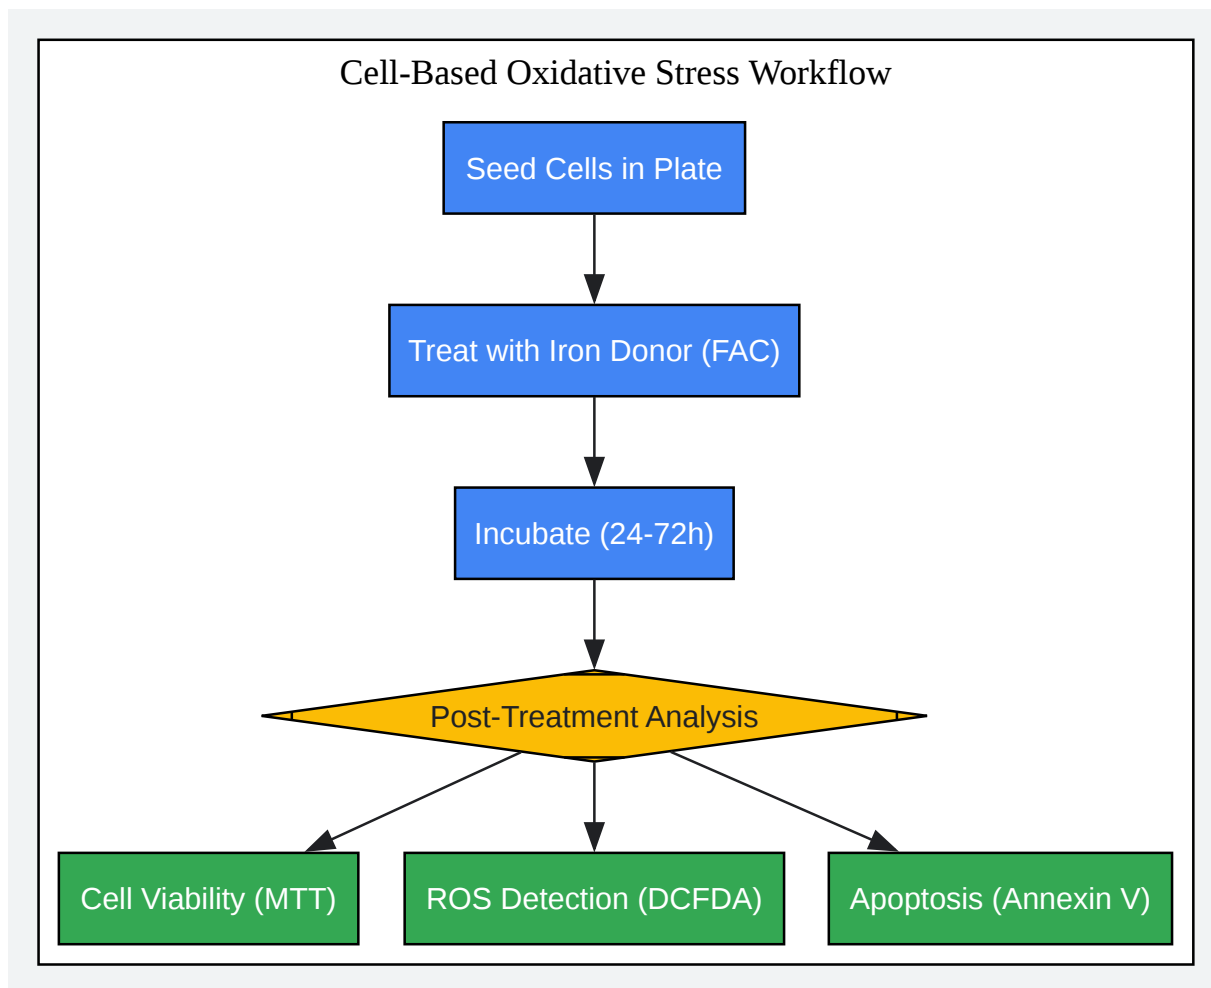 Cell-Based Oxidative Stress Workflow
Seed Cells in Plate
Treat with Iron Donor (FAC)
Incubate (24-72h)
Post-Treatment Analysis
Cell Viability (MTT)
ROS Detection (DCFDA)
Apoptosis (Annexin V)